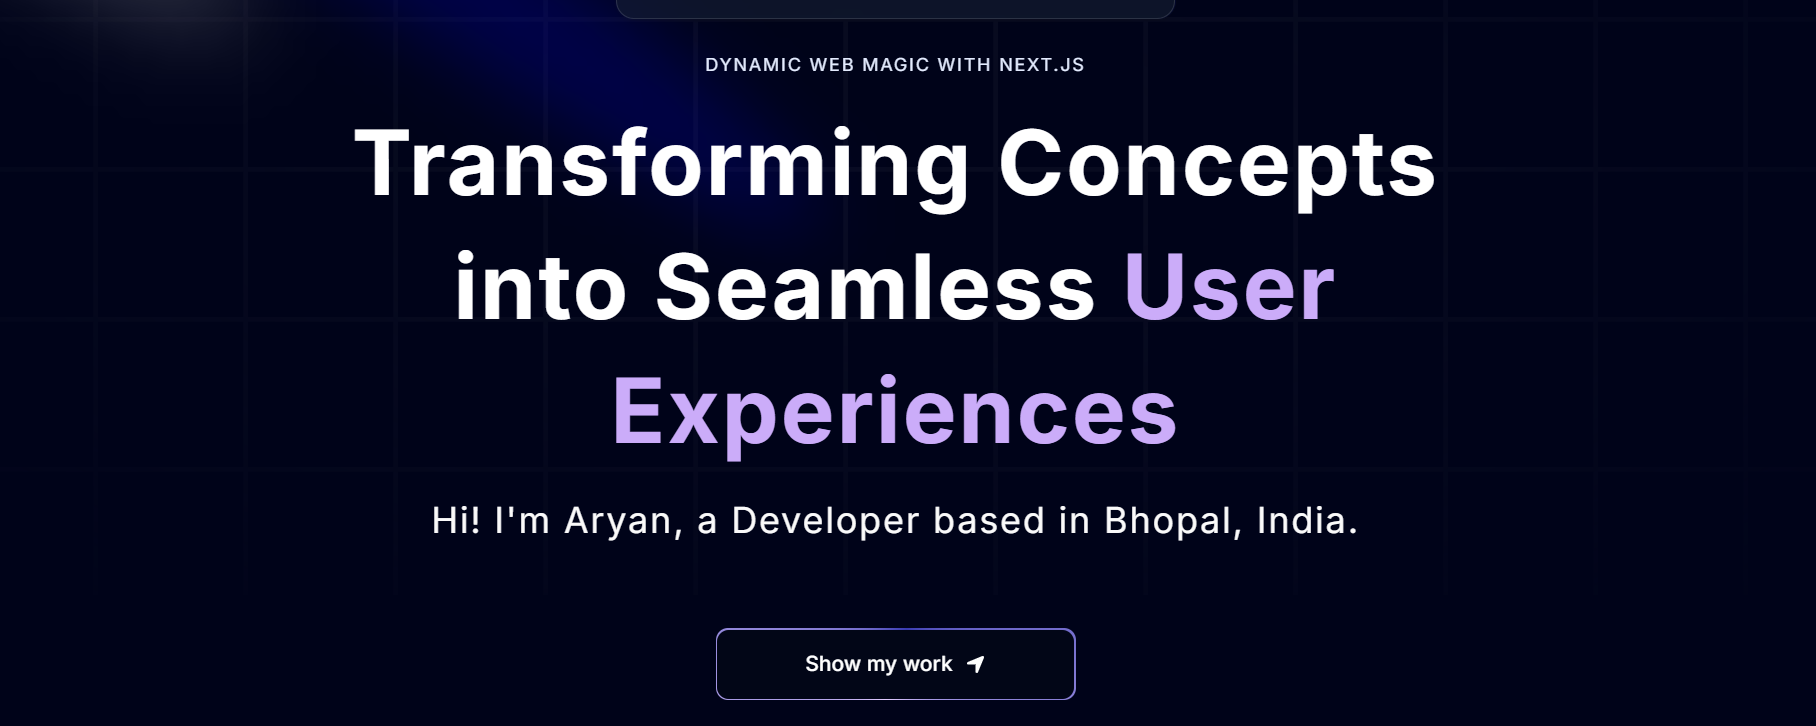 DYNAMIC WEB MAGIC WITH NEXT.JS
Transforming Concepts
into Seamless User
Experiences
Hi! I'm Aryan, a Developer based in Bhopal, India.
Show my work